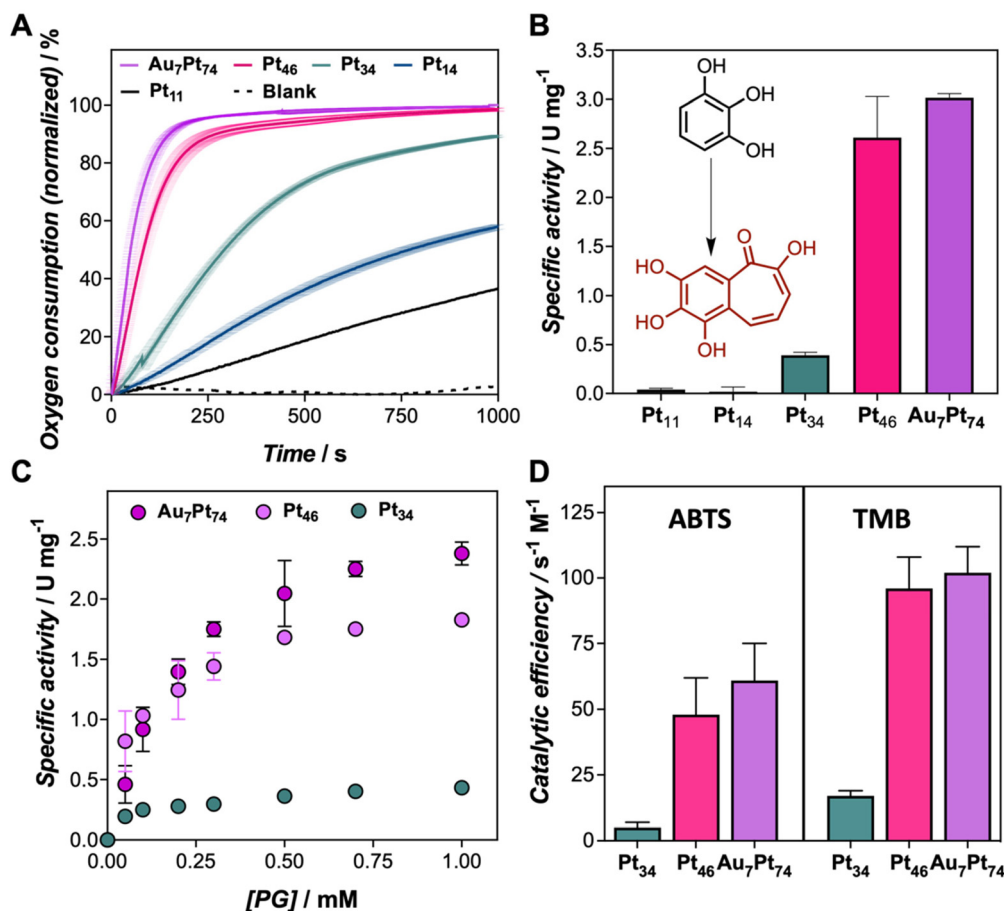 A
Oxygen consumption (normalized) / %
Au₇Pt₇₄ Pt₄₆ Pt₃₄ Pt₁₄
Pt₁₁ Blank
100
80
60
40
20
0
0 250 500 750 1000
Time / s
B
Specific activity / U mg⁻¹
3.5
3.0
2.5
2.0
1.5
1.0
0.5
0.0
OH
OH
OH
O
OH
HO
HO
OH
Pt₁₁ Pt₁₄ Pt₃₄ Pt₄₆ Au₇Pt₇₄
C
Specific activity / U mg⁻¹
Au₇Pt₇₄ Pt₄₆ Pt₃₄
2.5
2.0
1.5
1.0
0.5
0.0
0.00 0.25 0.50 0.75 1.00
[PG] / mM
D
Catalytic efficiency / s⁻¹ M⁻¹
ABTS TMB
125
100
75
50
25
0
Pt₃₄ Pt₄₆ Au₇Pt₇₄ Pt₃₄ Pt₄₆ Au₇Pt₇₄